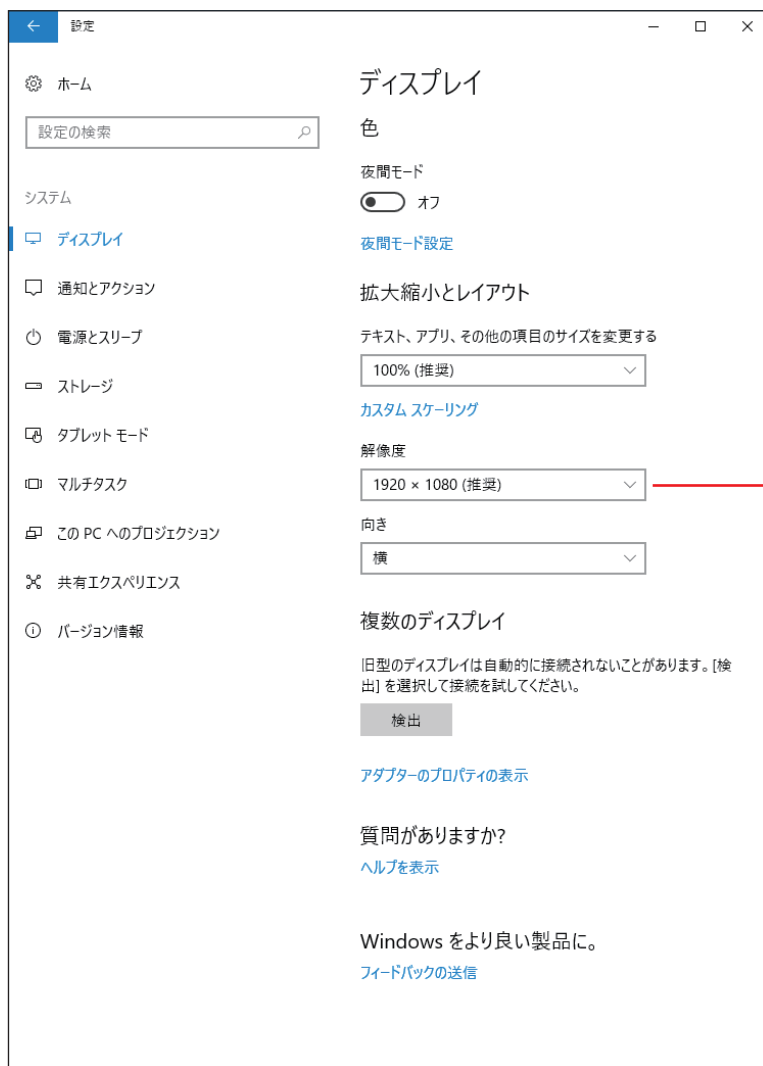 設定
ホーム
設定の検索
システム
ディスプレイ
通知とアクション
電源とスリープ
ストレージ
タブレット モード
マルチタスク
この PC へのプロジェクション
共有エクスペリエンス
バージョン情報
ディスプレイ
色
夜間モード
オフ
夜間モード設定
拡大縮小とレイアウト
テキスト、アプリ、その他の項目のサイズを変更する
100% (推奨)
カスタム スケーリング
解像度
1920 × 1080 (推奨)
向き
横
複数のディスプレイ
旧型のディスプレイは自動的に接続されないことがあります。[検
出] を選択して接続を試してください。
検出
アダプターのプロパティの表示
質問がありますか?
ヘルプを表示
Windows をより良い製品に。
フィードバックの送信